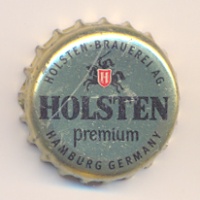 HOLSTEN-BRAUEREI AG
H
HOLSTEN
premium
HAMBURG GERMANY